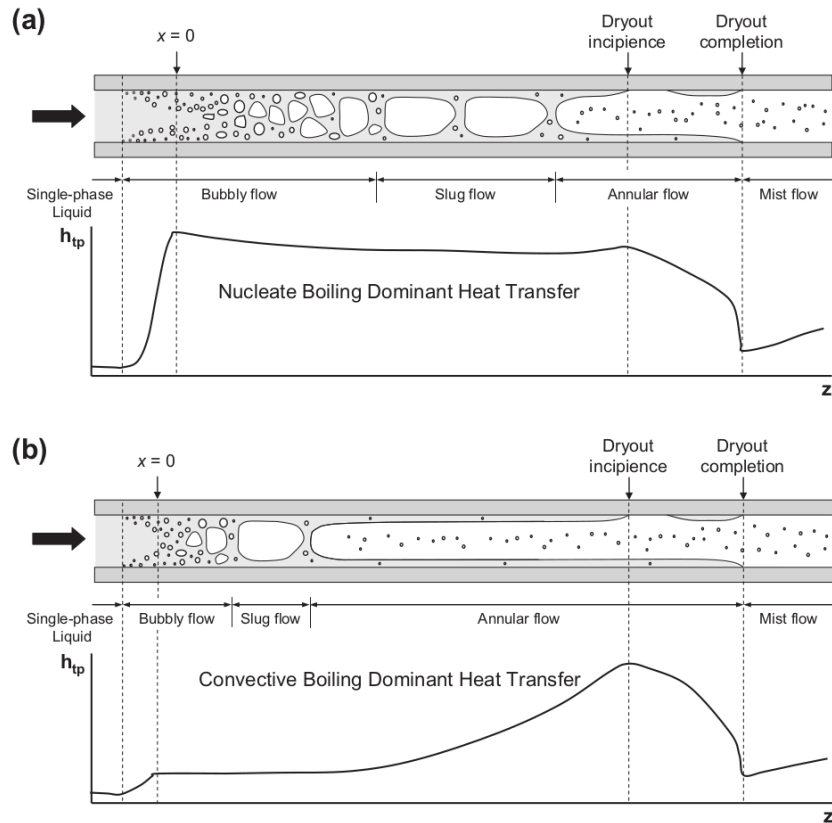 (a)
x = 0
Dryout
incipience
Dryout
completion
Single-phase
Liquid
Bubbly flow
Slug flow
Annular flow
Mist flow
htp
Nucleate Boiling Dominant Heat Transfer
z
(b)
x = 0
Dryout
incipience
Dryout
completion
Single-phase
Liquid
Bubbly flow
Slug flow
Annular flow
Mist flow
htp
Convective Boiling Dominant Heat Transfer
z